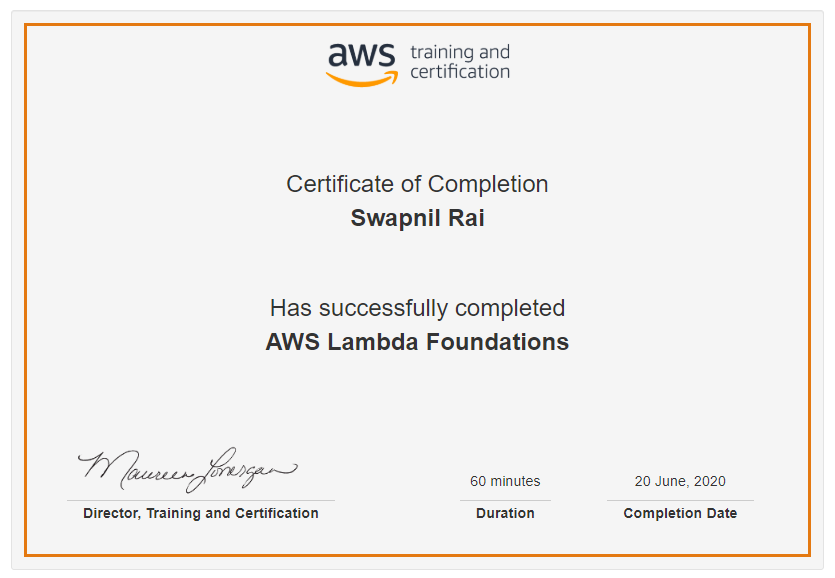 aws training and
certification
Certificate of Completion
Swapnil Rai
Has successfully completed
AWS Lambda Foundations
Maureen Lonergan
60 minutes
20 June, 2020
Director, Training and Certification
Duration
Completion Date